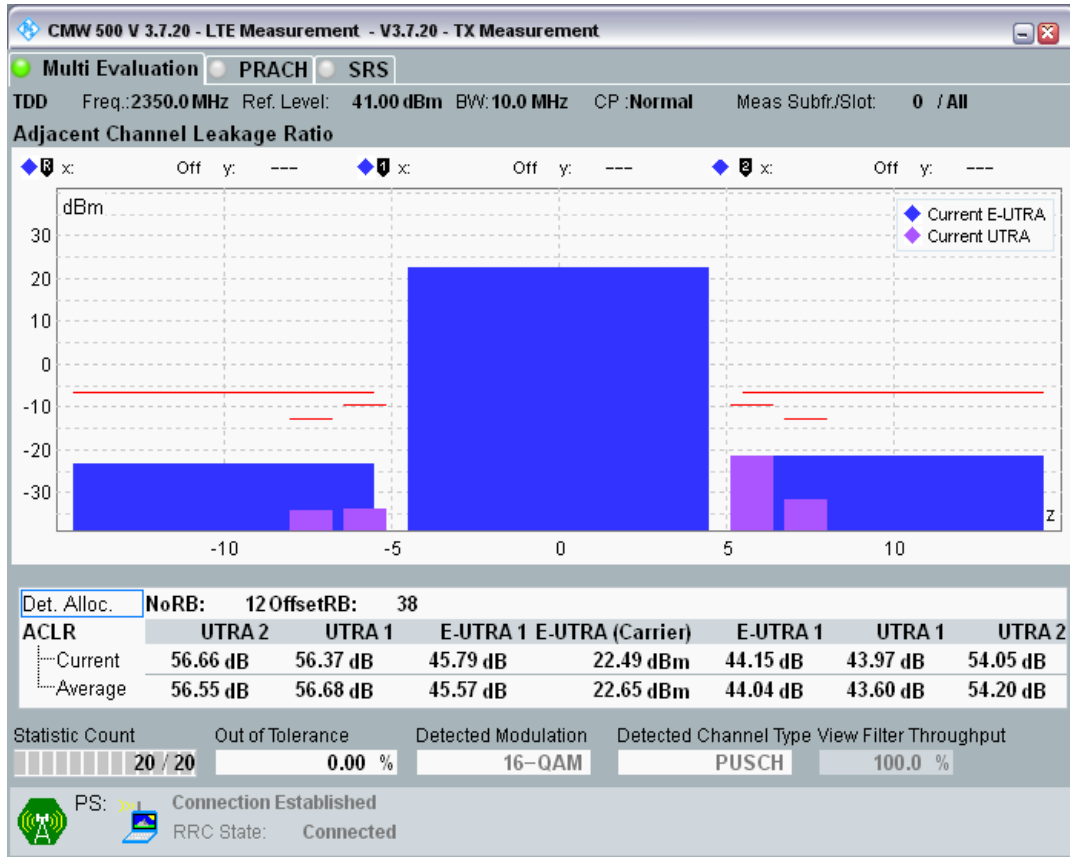 CMW 500 V 3.7.20 - LTE Measurement - V3.7.20 - TX Measurement
Multi Evaluation PRACH SRS
TDD Freq.:2350.0 MHz Ref. Level: 41.00 dBm BW:10.0 MHz CP :Normal Meas Subfr./Slot: 0 / All
Adjacent Channel Leakage Ratio
R x: Off y: --- 1 x: Off y: --- 2 x: Off y: ---
dBm
Current E-UTRA
Current UTRA
30
20
10
0
-10
-20
-30
z
-10 -5 0 5 10
Det. Alloc. NoRB: 12 OffsetRB: 38
ACLR UTRA 2 UTRA 1 E-UTRA 1 E-UTRA (Carrier) E-UTRA 1 UTRA 1 UTRA 2
Current 56.66 dB 56.37 dB 45.79 dB 22.49 dBm 44.15 dB 43.97 dB 54.05 dB
Average 56.55 dB 56.68 dB 45.57 dB 22.65 dBm 44.04 dB 43.60 dB 54.20 dB
Statistic Count Out of Tolerance Detected Modulation Detected Channel Type View Filter Throughput
20 / 20 0.00 % 16-QAM PUSCH 100.0 %
PS: Connection Established
RRC State: Connected